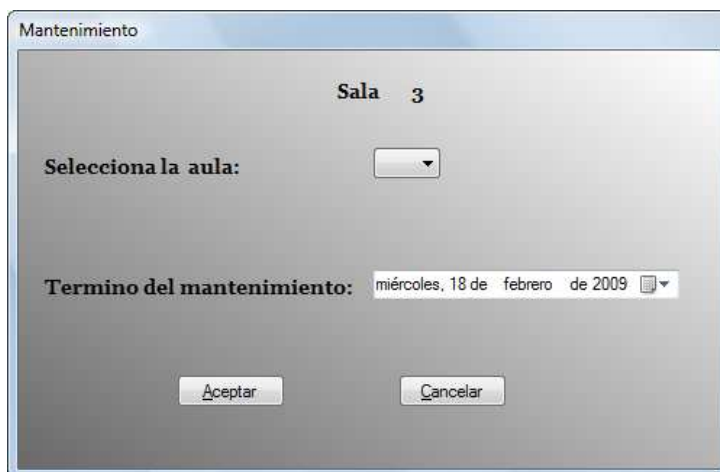 Mantenimiento
Sala 3
Selecciona la aula:
Termino del mantenimiento: miércoles, 18 de febrero de 2009
Aceptar Cancelar